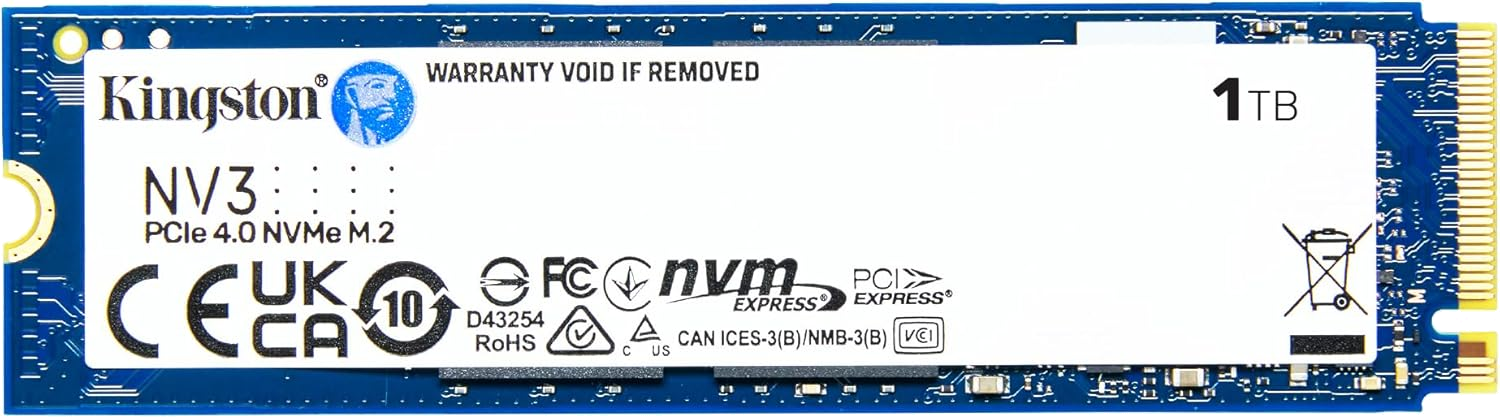 Kingston®
WARRANTY VOID IF REMOVED
1TB
NV3
PCIe 4.0 NVMe M.2
CE
UK
CA
10
FC
nvm
EXPRESS®
PCI
EXPRESS®
D43254
RoHS
C US
CAN ICES-3(B)/NMB-3(B)
VCI
M